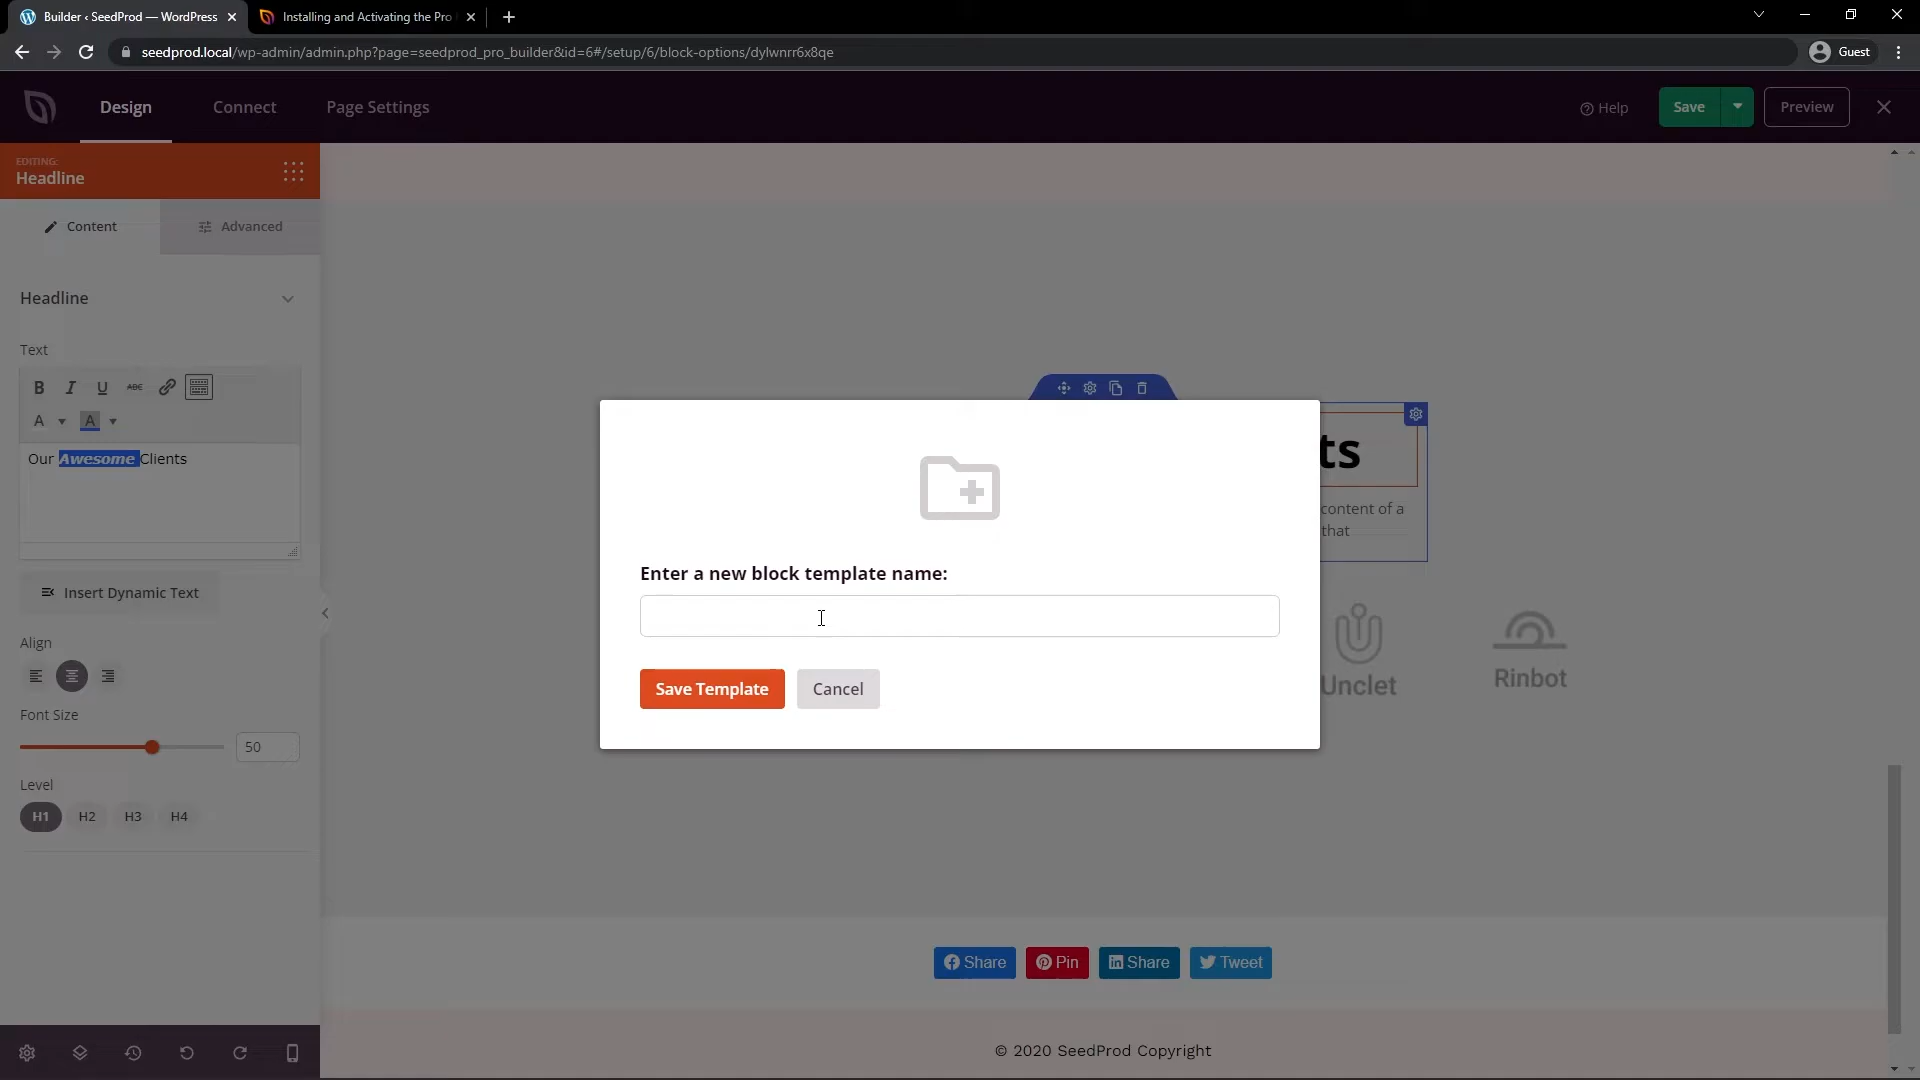 Builder ‹ SeedProd — WordPress
Installing and Activating the Pro
seedprod.local/wp-admin/admin.php?page=seedprod_pro_builder&id=6#/setup/6/block-options/dylwnrr6x8qe
Guest
Design
Connect
Page Settings
Help
Save
Preview
EDITING:
Headline
Content
Advanced
Headline
Text
B I U ABC
A A
Our Awesome Clients
Insert Dynamic Text
Align
Font Size
50
Level
H1 H2 H3 H4
ts
content of a
that
Enter a new block template name:
Save Template
Cancel
Unclet
Rinbot
Share
Pin
Share
Tweet
© 2020 SeedProd Copyright